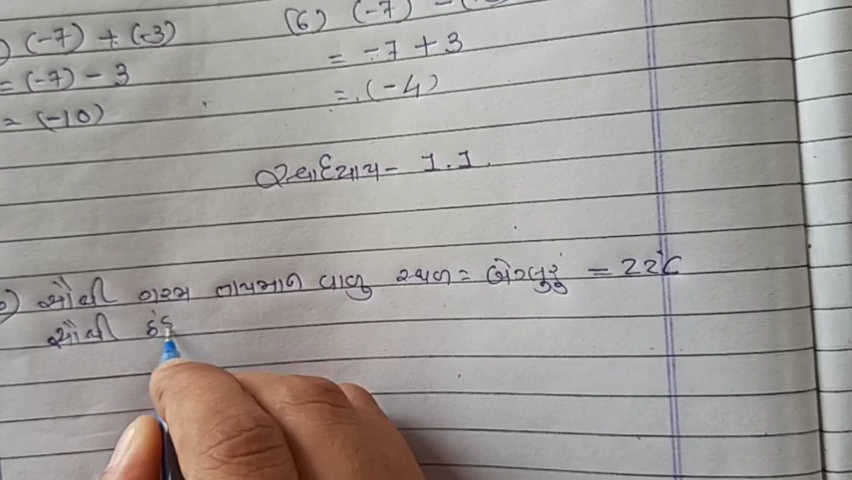 ) (-7) + (-3)
= (-7) - 3
= (-10)
(6) (-7) - (
= -7 + 3
= (-4)
સ્વાધ્યાય - 1.1
સૌથી ગરમ તાપમાન વાળુ સ્થળ = બેંગલુરું = 22°C
સૌથી ઠંડ